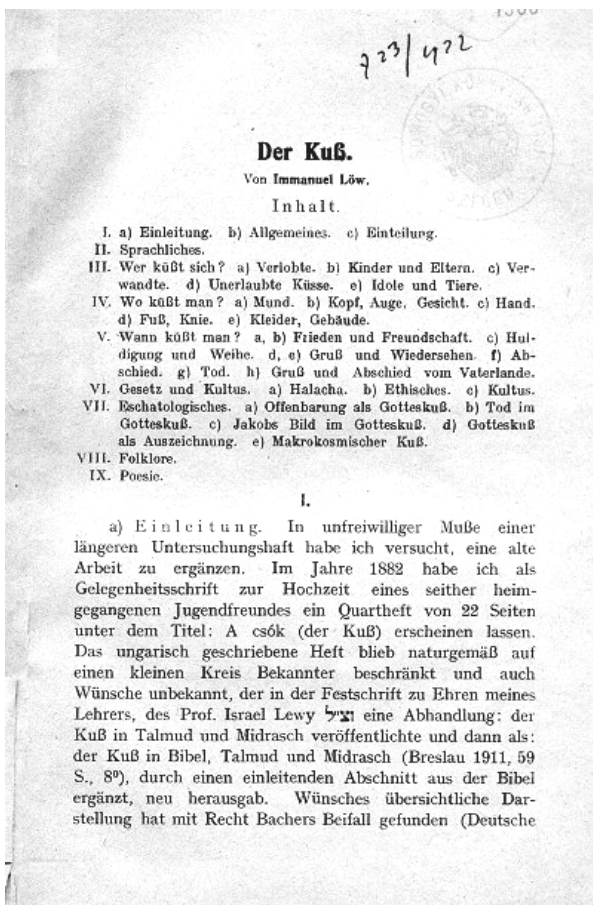 723/922
Der Kuß.
Von Immanuel Löw.
Inhalt.
I. a) Einleitung. b) Allgemeines. c) Einteilung.
II. Sprachliches.
III. Wer küßt sich? a) Verlobte. b) Kinder und Eltern. c) Ver-
wandte. d) Unerlaubte Küsse. e) Idole und Tiere.
IV. Wo küßt man? a) Mund. b) Kopf, Auge, Gesicht. c) Hand.
d) Fuß, Knie. e) Kleider, Gebäude.
V. Wann küßt man? a, b) Frieden und Freundschaft. c) Hul-
digung und Weihe. d, e) Gruß und Wiedersehen. f) Ab-
schied. g) Tod. h) Gruß und Abschied vom Vaterlande.
VI. Gesetz und Kultus. a) Halacha. b) Ethisches. c) Kultus.
VII. Eschatologisches. a) Offenbarung als Gotteskuß. b) Tod im
Gotteskuß. c) Jakobs Bild im Gotteskuß. d) Gotteskuß
als Auszeichnung. e) Makrokosmischer Kuß.
VIII. Folklore.
IX. Poesie.
I.
a) Einleitung. In unfreiwilliger Muße einer
längeren Untersuchungshaft habe ich versucht, eine alte
Arbeit zu ergänzen. Im Jahre 1882 habe ich als
Gelegenheitsschrift zur Hochzeit eines seither heim-
gegangenen Jugendfreundes ein Quartheft von 22 Seiten
unter dem Titel: A csók (der Kuß) erscheinen lassen.
Das ungarisch geschriebene Heft blieb naturgemäß auf
einen kleinen Kreis Bekannter beschränkt und auch
Wünsche unbekannt, der in der Festschrift zu Ehren meines
Lehrers, des Prof. Israel Lewy זצ״ל eine Abhandlung: der
Kuß in Talmud und Midrasch veröffentlichte und dann als:
der Kuß in Bibel, Talmud und Midrasch (Breslau 1911, 59
S., 8⁰), durch einen einleitenden Abschnitt aus der Bibel
ergänzt, neu herausgab. Wünsches übersichtliche Dar-
stellung hat mit Recht Bachers Beifall gefunden (Deutsche